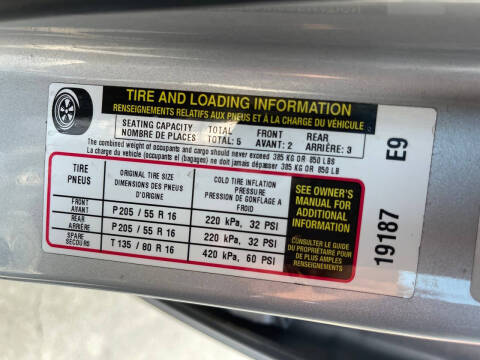 TIRE AND LOADING INFORMATION
RENSEIGNEMENTS RELATIFS AUX PNEUS ET À LA CHARGE DU VÉHICULE
SEATING CAPACITY TOTAL FRONT REAR
NOMBRE DE PLACES TOTAL: 5 AVANT: 2 ARRIÈRE: 3
The combined weight of occupants and cargo should never exceed 385 KG OR 850 LBS
La charge du véhicule (occupants et (bagages) ne doit jamais dépasser 385 KG OR 850 LB
TIRE
PNEUS
ORIGINAL TIRE SIZE
DIMENSIONS DES PNEUS
D'ORIGINE
COLD TIRE INFLATION
PRESSURE
PRESSION DE GONFLAGE A
FROID
FRONT
AVANT
P 205 / 55 R 16
220 kPa, 32 PSI
REAR
ARRIÈRE
P 205 / 55 R 16
220 kPa, 32 PSI
SPARE
SECOURS
T 135 / 80 R 16
420 kPa, 60 PSI
SEE OWNER'S
MANUAL FOR
ADDITIONAL
INFORMATION
CONSULTER LE GUIDE
DU PROPRIÉTAIRE POUR
DE PLUS AMPLES
RENSEIGNEMENTS
19187 E9